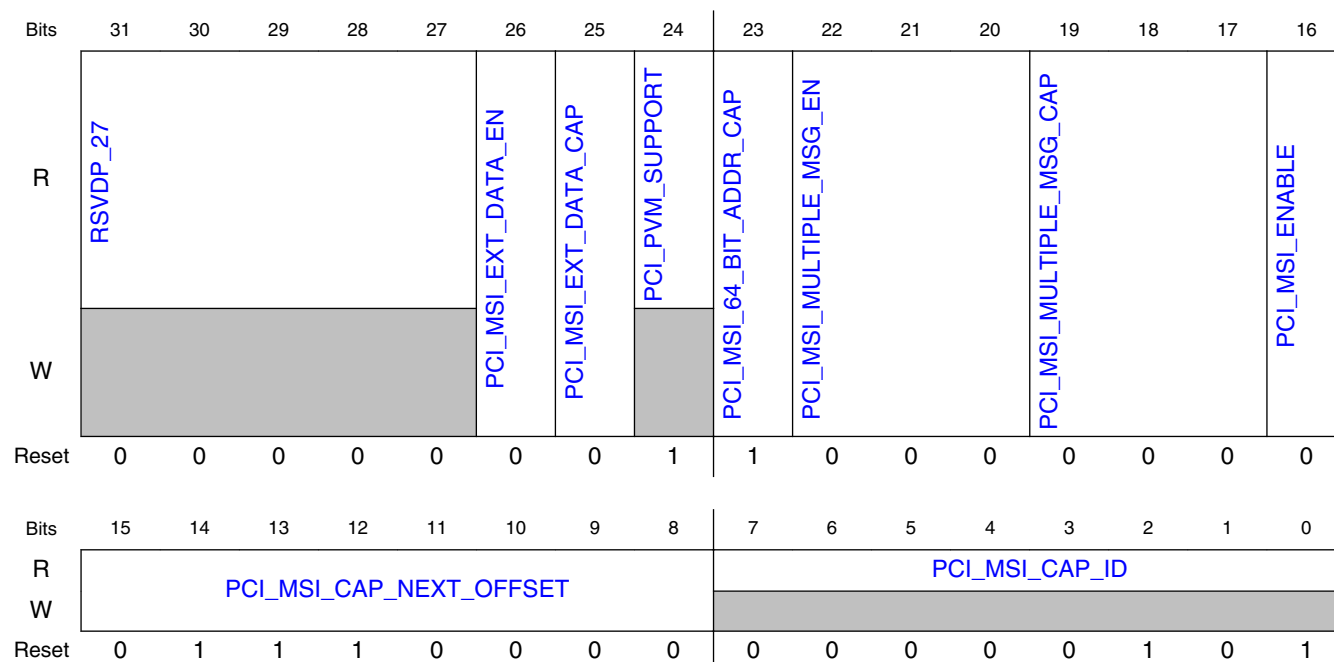 Bits 31 30 29 28 27 26 25 24 23 22 21 20 19 18 17 16
R
W
RSVDP_27
PCI_MSI_EXT_DATA_EN
PCI_MSI_EXT_DATA_CAP
PCI_PVM_SUPPORT
PCI_MSI_64_BIT_ADDR_CAP
PCI_MSI_MULTIPLE_MSG_EN
PCI_MSI_MULTIPLE_MSG_CAP
PCI_MSI_ENABLE
Reset 0 0 0 0 0 0 0 1 1 0 0 0 0 0 0 0
Bits 15 14 13 12 11 10 9 8 7 6 5 4 3 2 1 0
R
W
PCI_MSI_CAP_NEXT_OFFSET
PCI_MSI_CAP_ID
Reset 0 1 1 1 0 0 0 0 0 0 0 0 0 1 0 1